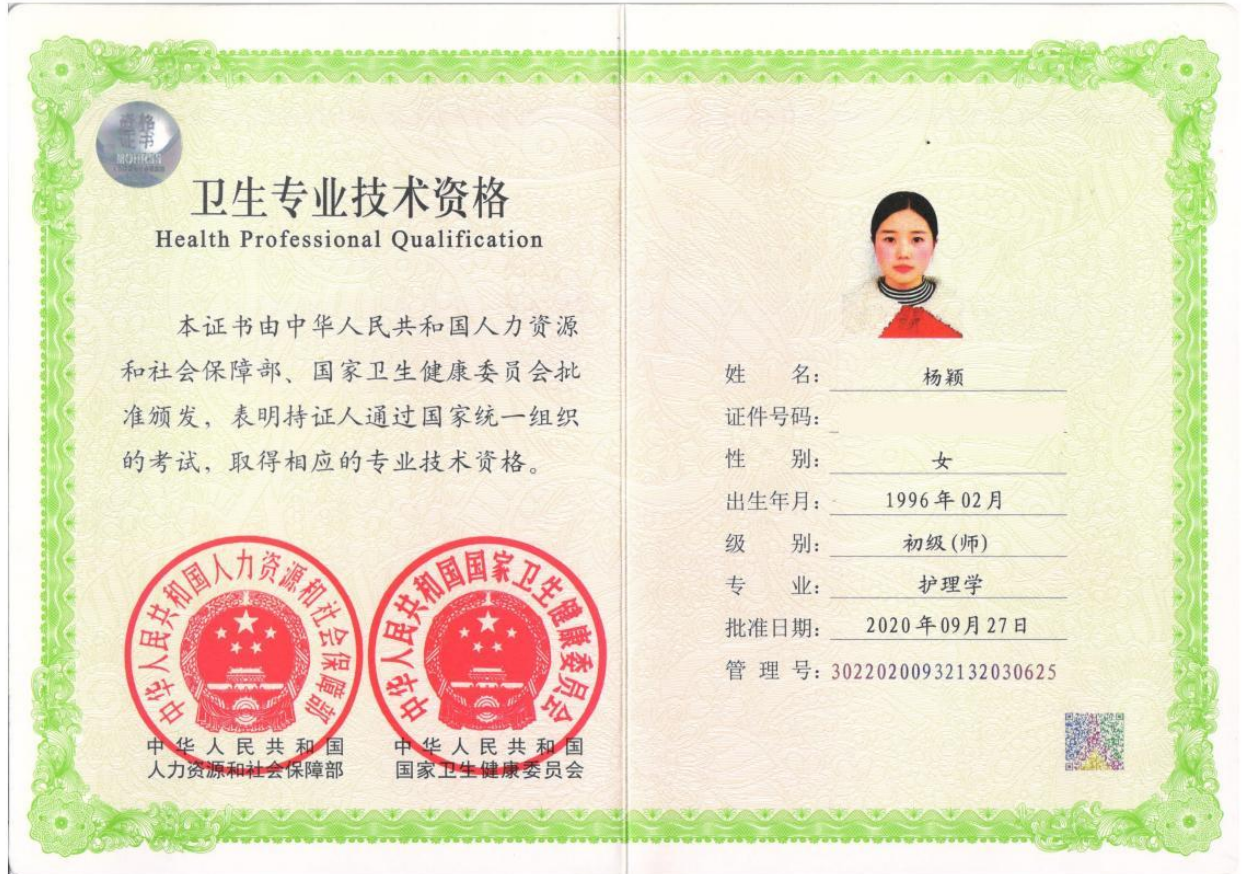 资格
证书
卫生专业技术资格
Health Professional Qualification
本证书由中华人民共和国人力资源
和社会保障部、国家卫生健康委员会批
准颁发，表明持证人通过国家统一组织
的考试，取得相应的专业技术资格。
中华人民共和国人力资源和社会保障部
中华人民共和国
人力资源和社会保障部
中华人民共和国国家卫生健康委员会
中华人民共和国
国家卫生健康委员会
姓 名： 杨颖
证件号码：
性 别： 女
出生年月： 1996年02月
级 别： 初级(师)
专 业： 护理学
批准日期： 2020年09月27日
管 理 号：30220200932132030625